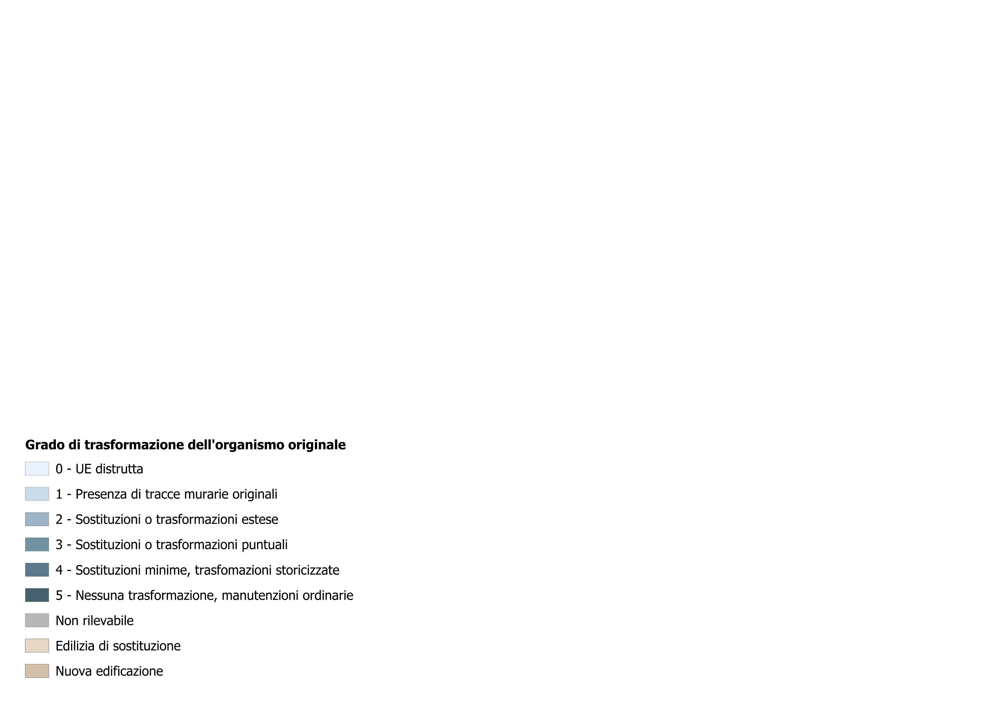 Grado di trasformazione dell'organismo originale
0 - UE distrutta
1 - Presenza di tracce murarie originali
2 - Sostituzioni o trasformazioni estese
3 - Sostituzioni o trasformazioni puntuali
4 - Sostituzioni minime, trasfomazioni storicizzate
5 - Nessuna trasformazione, manutenzioni ordinarie
Non rilevabile
Edilizia di sostituzione
Nuova edificazione